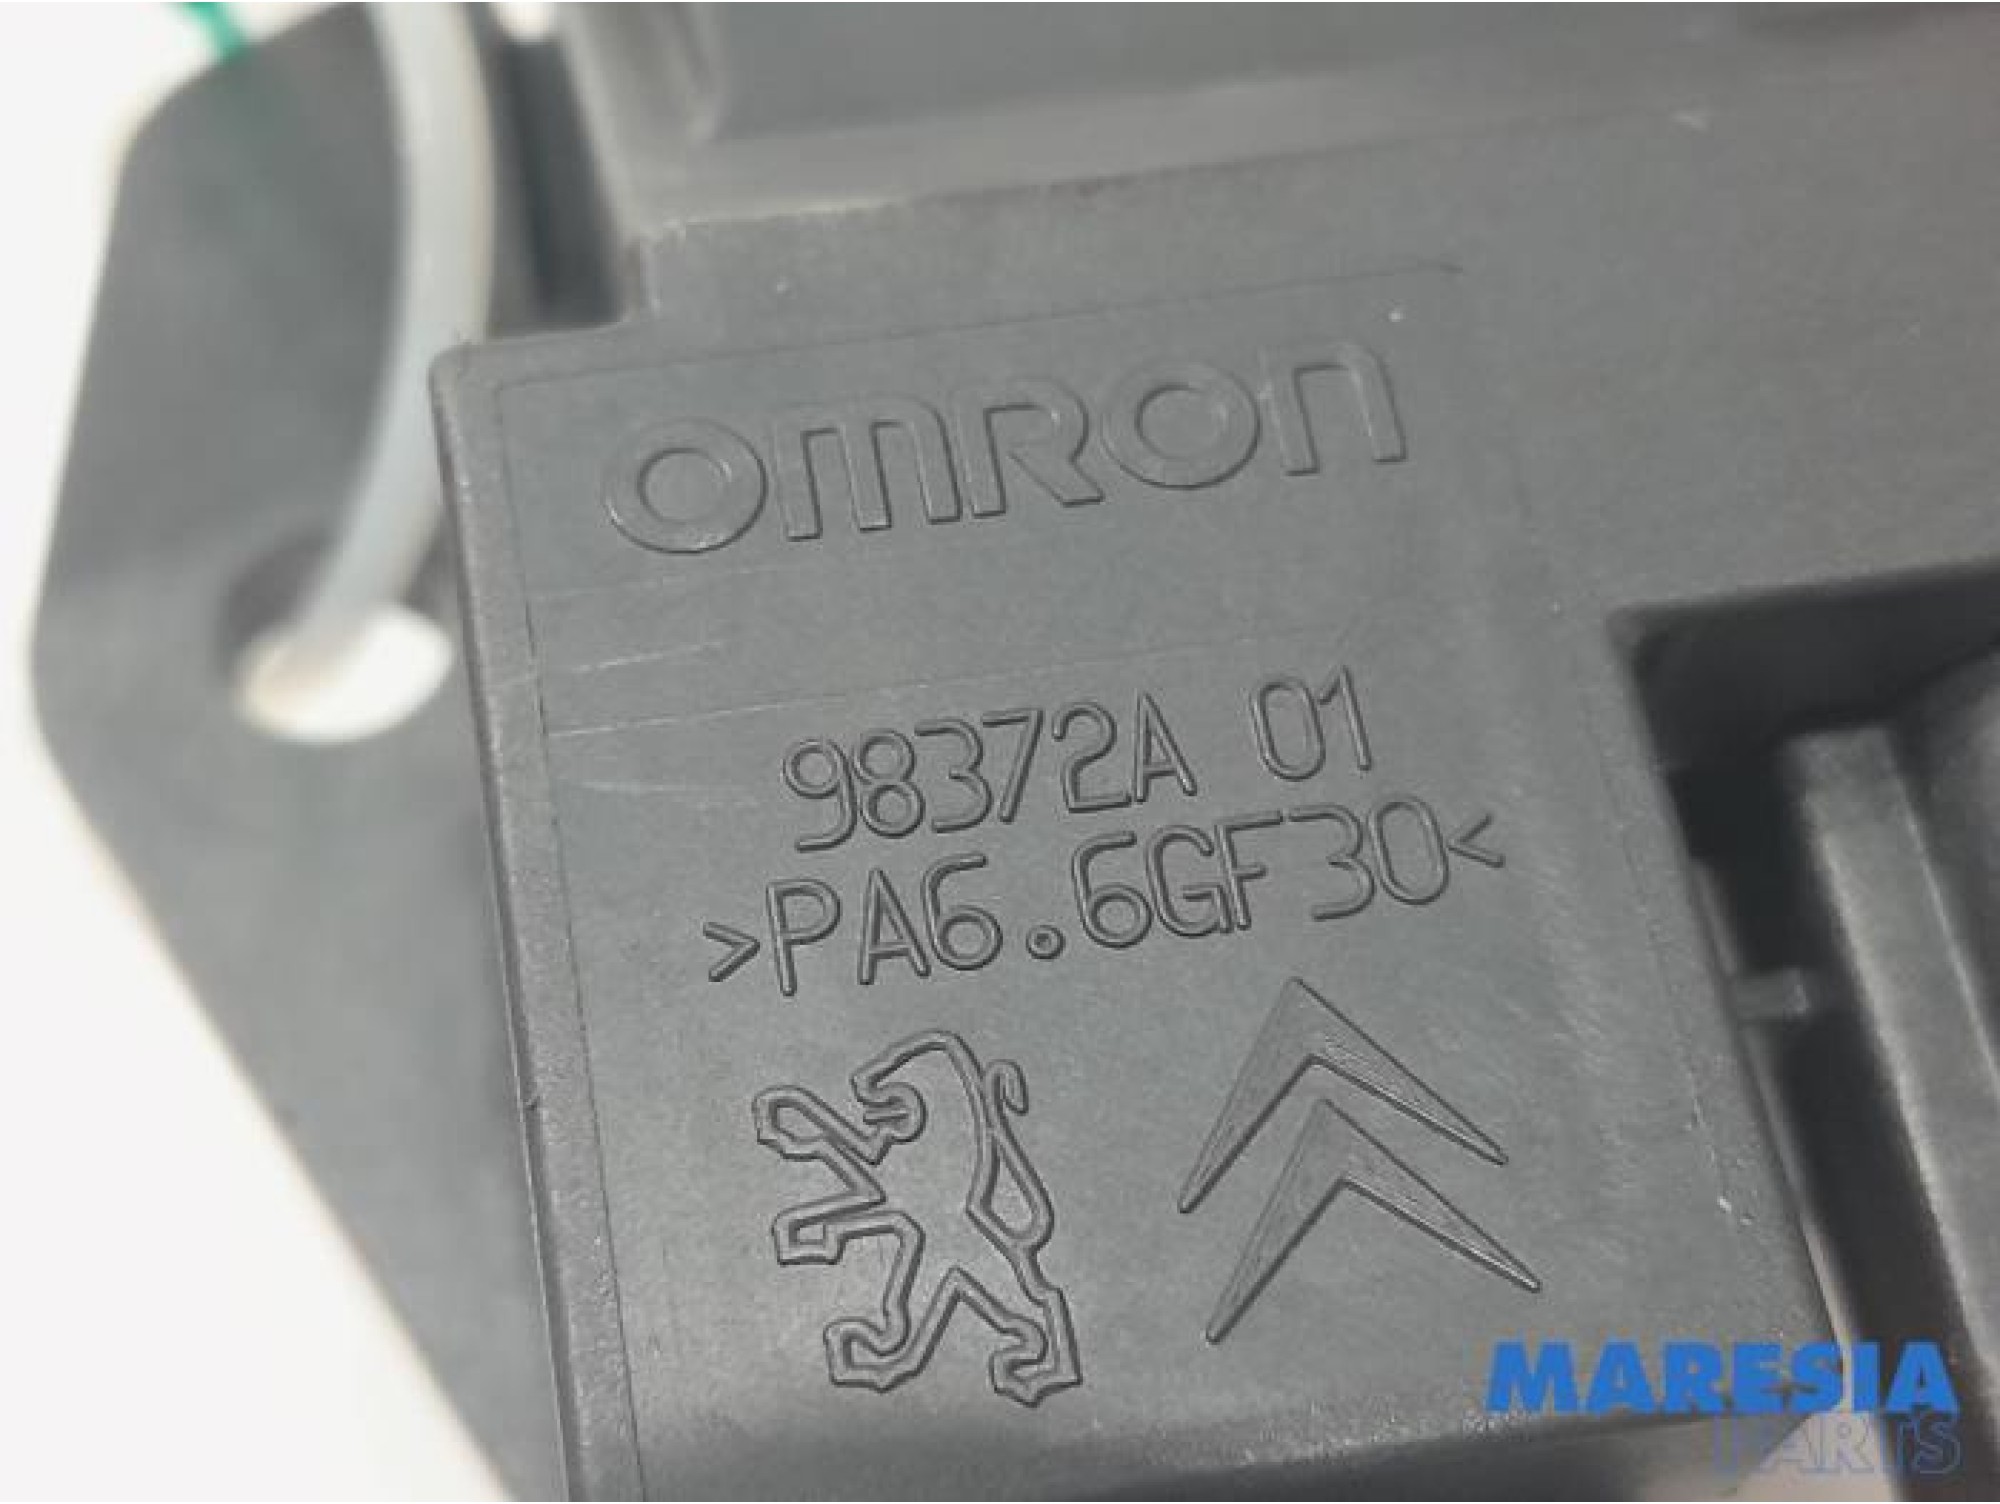 omRon
98372A 01
>PA6.6GF30<
MARESIA
PARTS